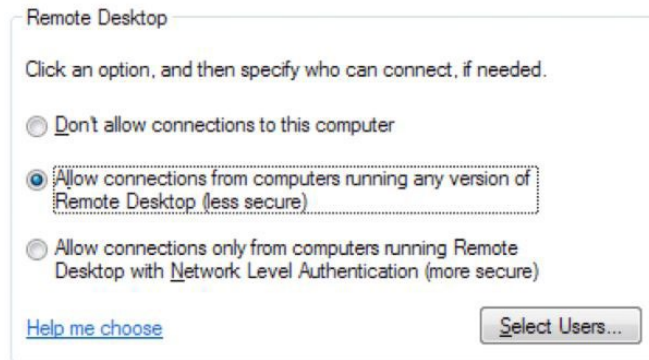 Remote Desktop
Click an option, and then specify who can connect, if needed.
Don't allow connections to this computer
Allow connections from computers running any version of
Remote Desktop (less secure)
Allow connections only from computers running Remote
Desktop with Network Level Authentication (more secure)
Help me choose
Select Users...